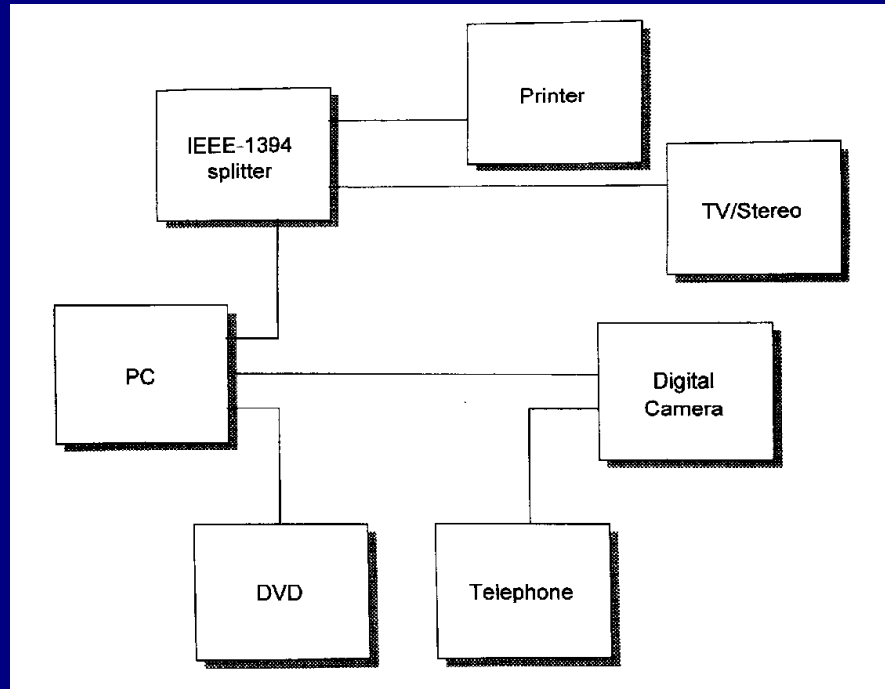 Printer
IEEE-1394
splitter
TV/Stereo
PC
Digital
Camera
DVD
Telephone